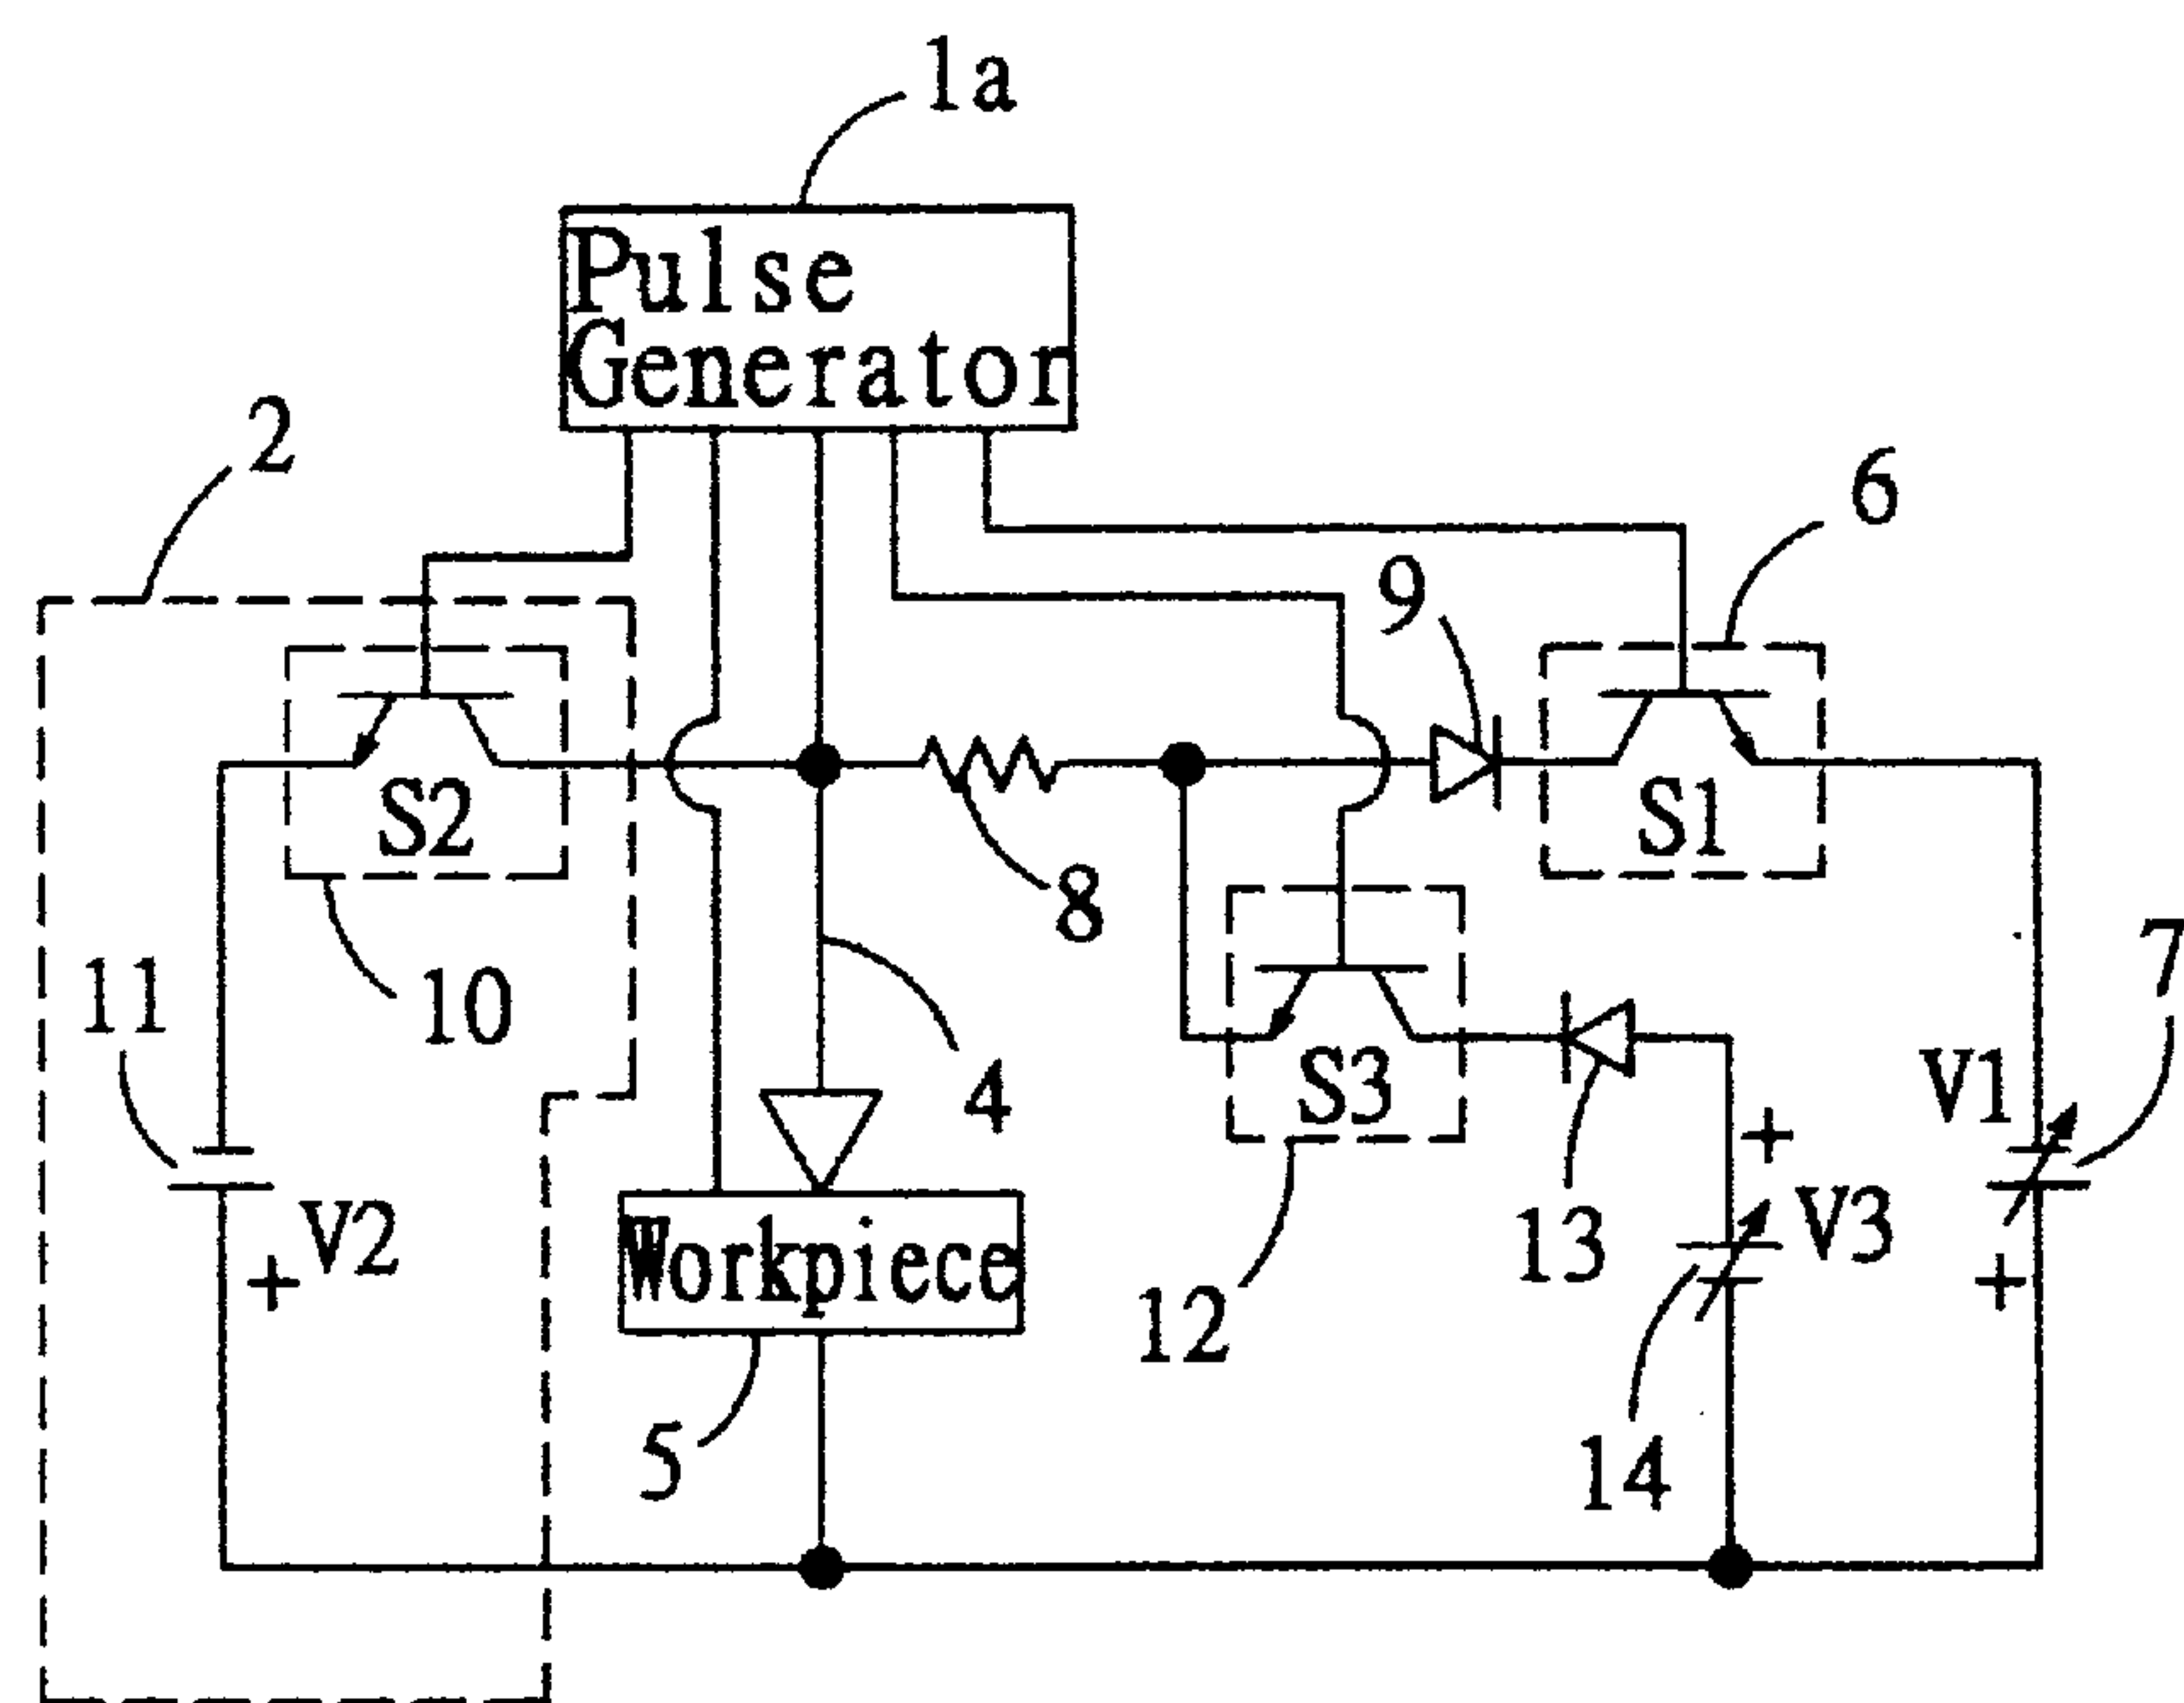 1a
Pulse
Generator
2
6
9
S2
S1
8
7
11
10
4
S3
V1
+
V2
+
Workpiece
13
V3
+
12
5
14